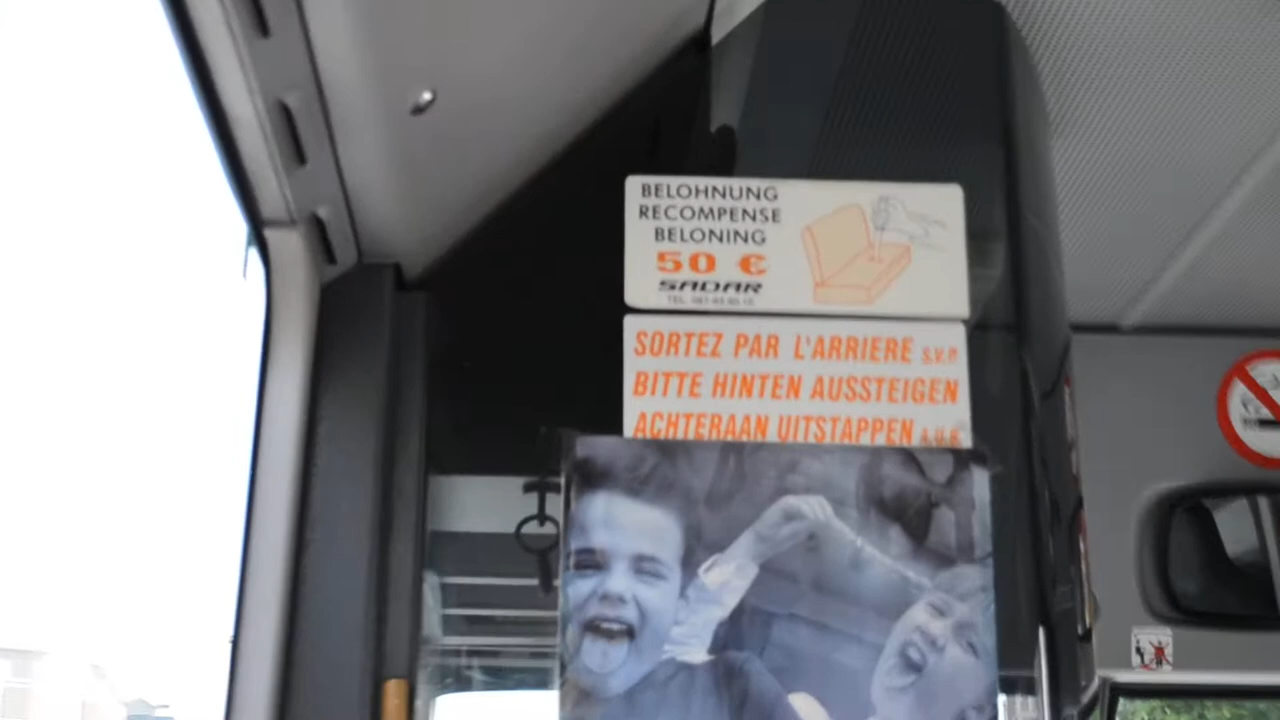 BELOHNUNG
RECOMPENSE
BELONING
50 €
SADAR
SORTEZ PAR L'ARRIERE S.V.P.
BITTE HINTEN AUSSTEIGEN
ACHTERAAN UITSTAPPEN A.U.B.